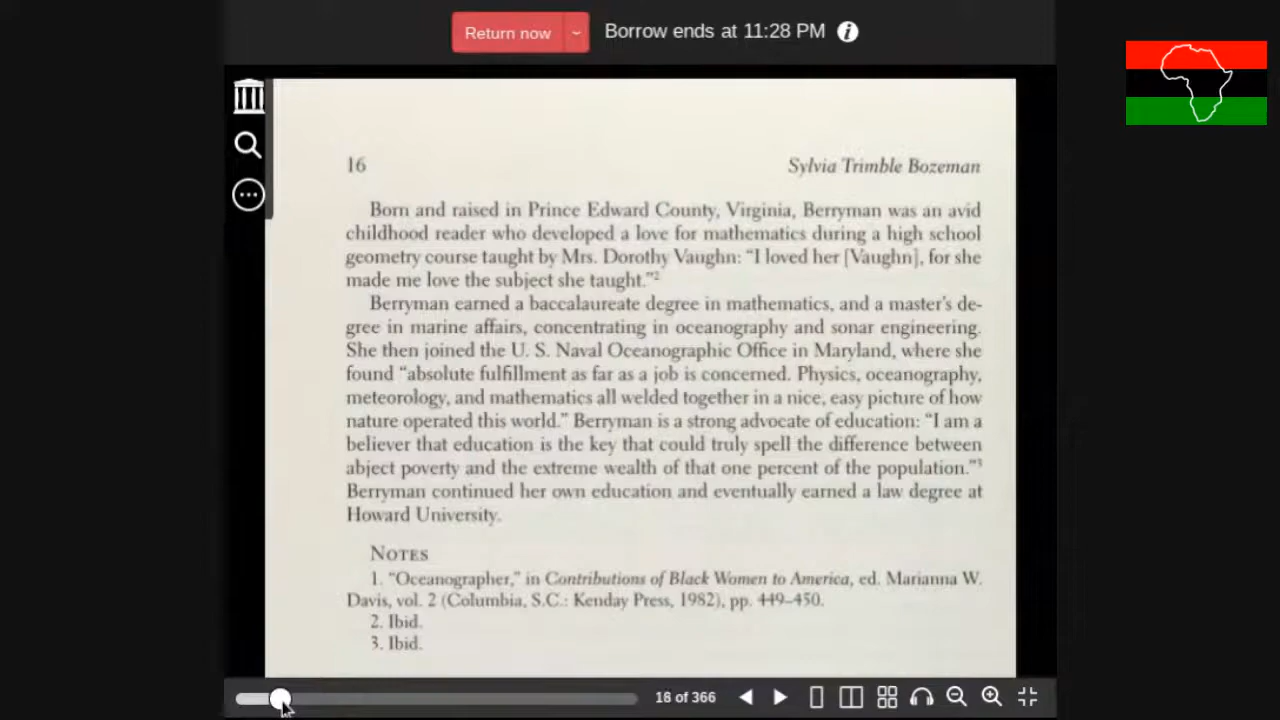 Return now
Borrow ends at 11:28 PM
16 Sylvia Trimble Bozeman
Born and raised in Prince Edward County, Virginia, Berryman was an avid
childhood reader who developed a love for mathematics during a high school
geometry course taught by Mrs. Dorothy Vaughn: “I loved her [Vaughn], for she
made me love the subject she taught.”2
Berryman earned a baccalaureate degree in mathematics, and a master's de-
gree in marine affairs, concentrating in oceanography and sonar engineering.
She then joined the U. S. Naval Oceanographic Office in Maryland, where she
found “absolute fulfillment as far as a job is concerned. Physics, oceanography,
meteorology, and mathematics all welded together in a nice, easy picture of how
nature operated this world.” Berryman is a strong advocate of education: “I am a
believer that education is the key that could truly spell the difference between
abject poverty and the extreme wealth of that one percent of the population.”3
Berryman continued her own education and eventually earned a law degree at
Howard University.
NOTES
1. “Oceanographer,” in Contributions of Black Women to America, ed. Marianna W.
Davis, vol. 2 (Columbia, S.C.: Kenday Press, 1982), pp. 449–450.
2. Ibid.
3. Ibid.
18 of 366